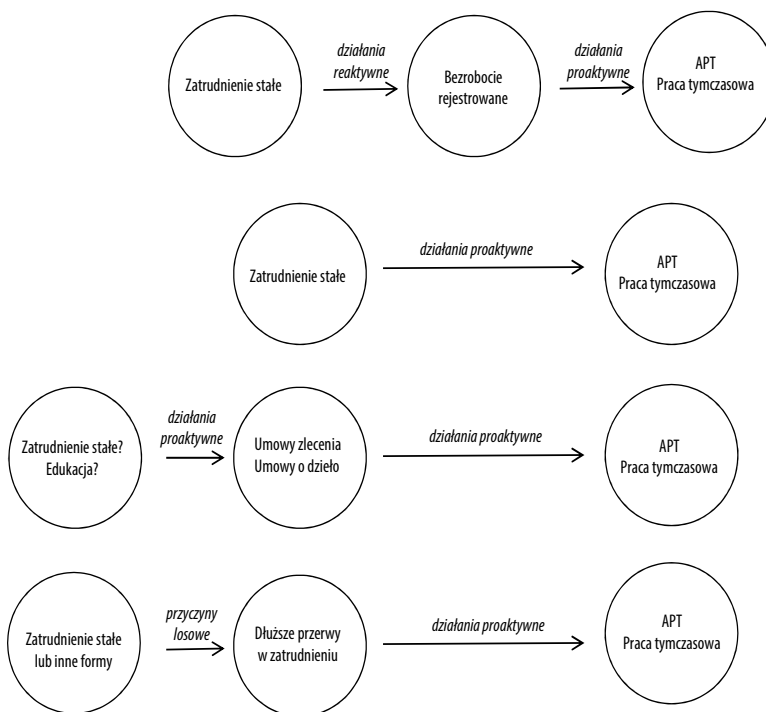 działania
reaktywne
działania
proaktywne
Zatrudnienie stałe
Bezrobocie
rejestrowane
APT
Praca tymczasowa
działania proaktywne
Zatrudnienie stałe
APT
Praca tymczasowa
działania
proaktywne
działania proaktywne
Zatrudnienie stałe?
Edukacja?
Umowy zlecenia
Umowy o dzieło
APT
Praca tymczasowa
przyczyny
losowe
działania proaktywne
Zatrudnienie stałe
lub inne formy
Dłuższe przerwy
w zatrudnieniu
APT
Praca tymczasowa